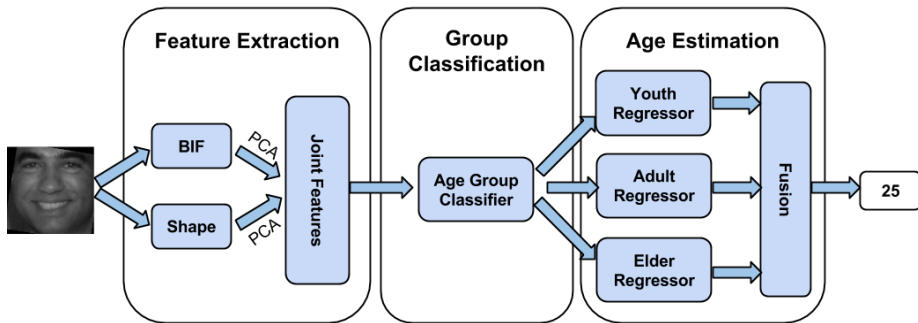 Feature Extraction
Group
Classification
Age Estimation
BIF
PCA
Shape
PCA
Joint Features
Age Group
Classifier
Youth
Regressor
Adult
Regressor
Elder
Regressor
Fusion
25